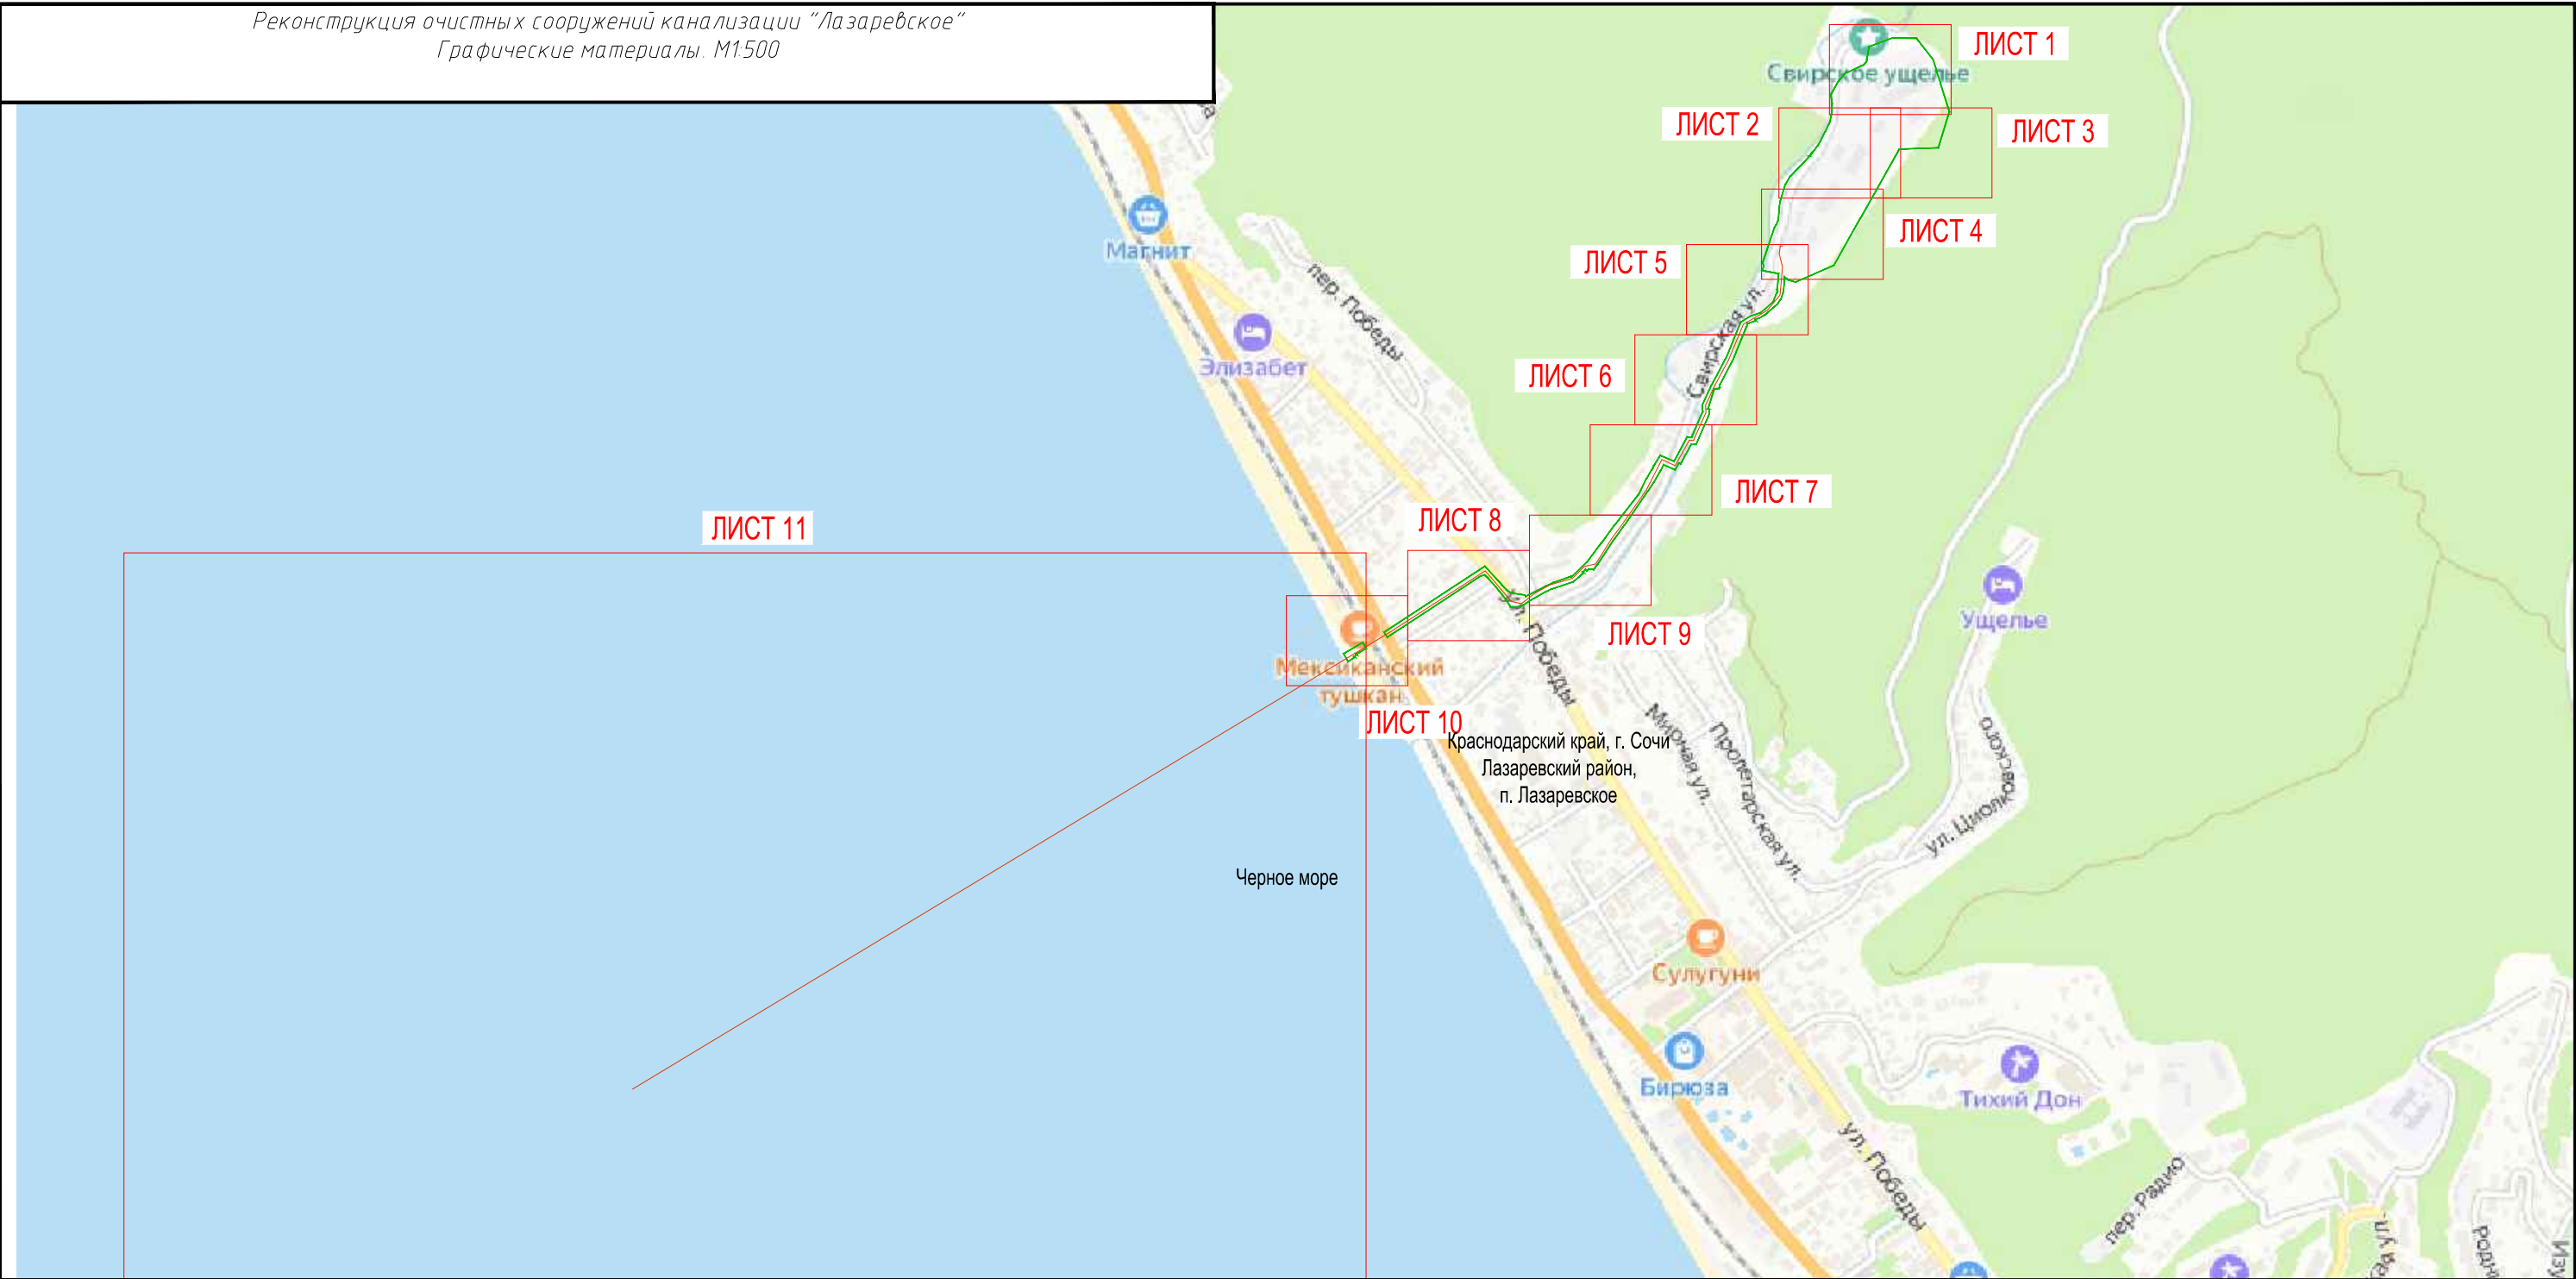 Реконструкция очистных сооружений канализации "Лазаревское"
Графические материалы. М1:500
ЛИСТ 1
Свирское ущелье
ЛИСТ 2
ЛИСТ 3
ЛИСТ 4
Магнит
ЛИСТ 5
пер. Победы
Свирская ул.
Элизабет
ЛИСТ 6
ЛИСТ 7
ЛИСТ 8
ЛИСТ 11
Ущелье
ЛИСТ 9
ул. Победы
Мексиканский
тушкан
ЛИСТ 10
Краснодарский край, г. Сочи
Лазаревский район,
п. Лазаревское
Мирная ул.
Пролетарская ул.
ул. Циолковского
Черное море
Сулугуни
Бирюза
Тихий Дон
ул. Победы
пер. Радио